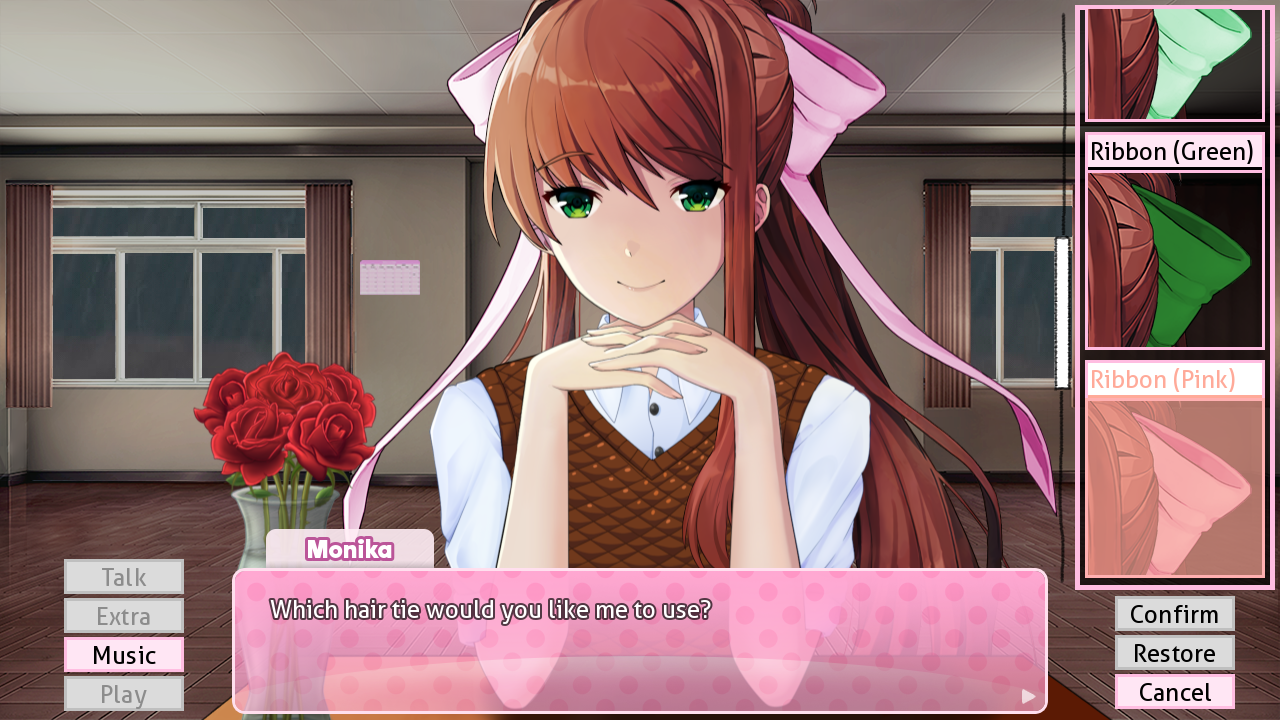 Ribbon (Green)
Ribbon (Pink)
Monika
Which hair tie would you like me to use?
Talk
Extra
Music
Play
Confirm
Restore
Cancel